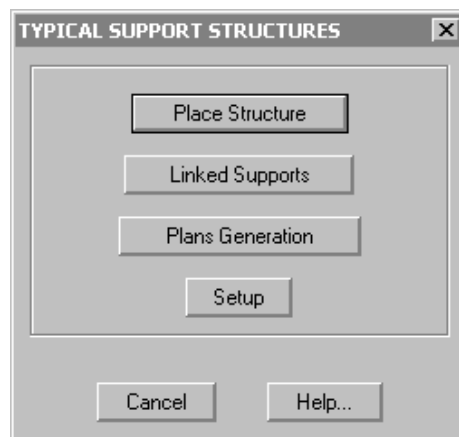 TYPICAL SUPPORT STRUCTURES
Place Structure
Linked Supports
Plans Generation
Setup
Cancel Help...